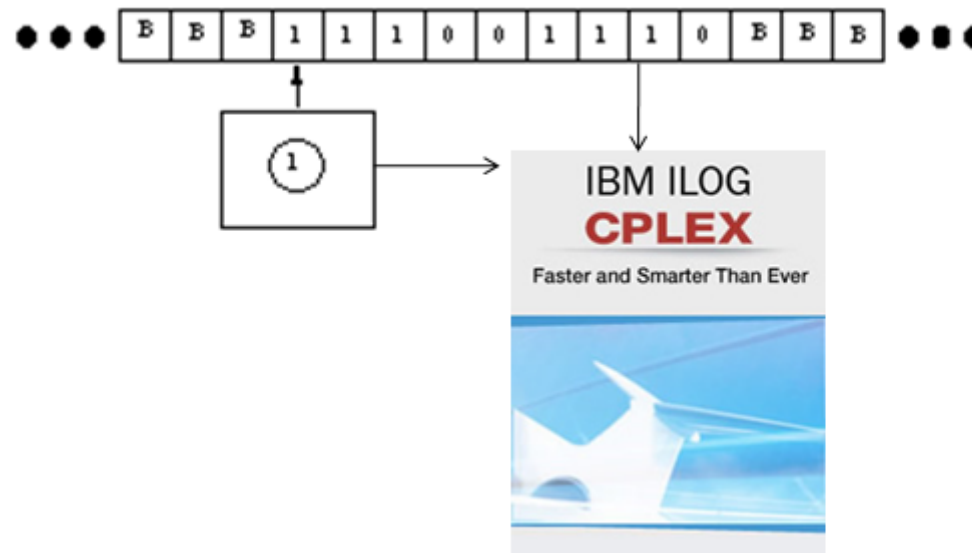 B B B 1 1 1 0 0 1 1 1 0 B B B
1
IBM ILOG
CPLEX
Faster and Smarter Than Ever